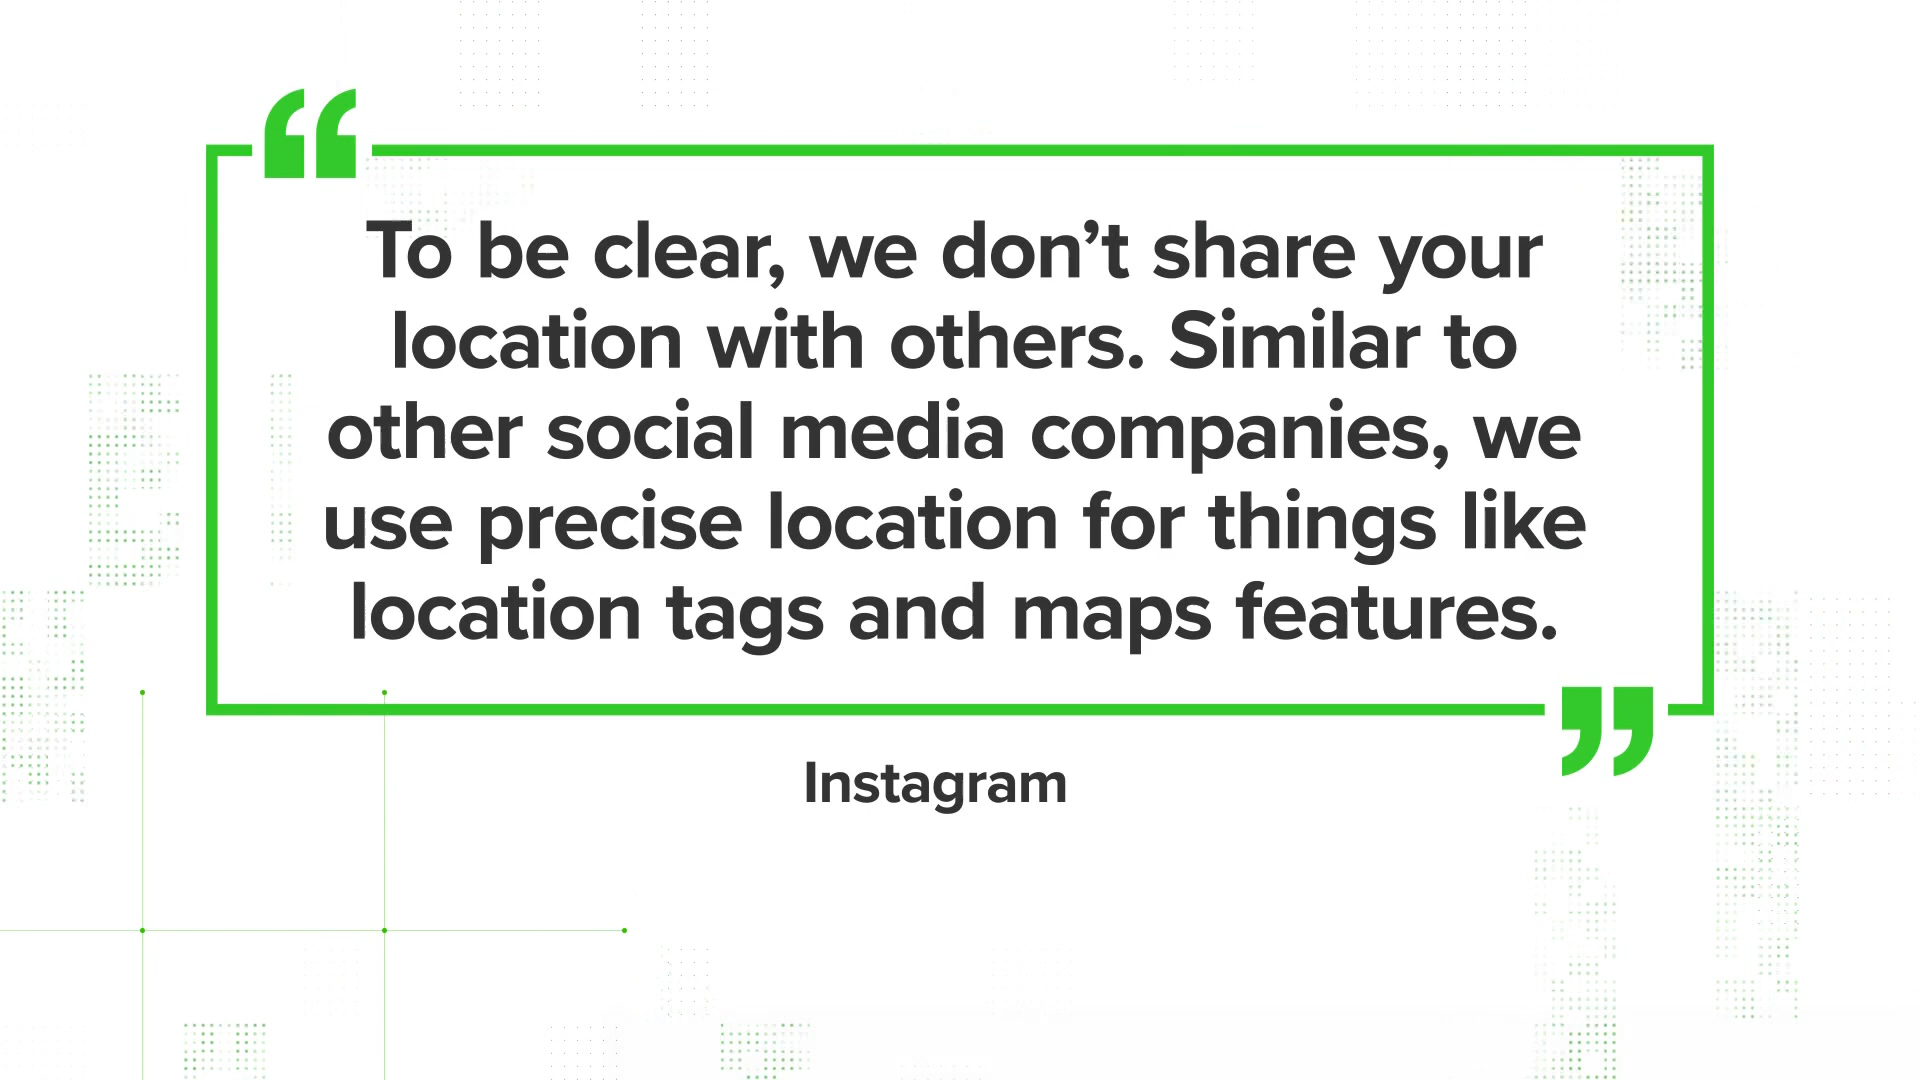 “
To be clear, we don’t share your
location with others. Similar to
other social media companies, we
use precise location for things like
location tags and maps features.
”
Instagram